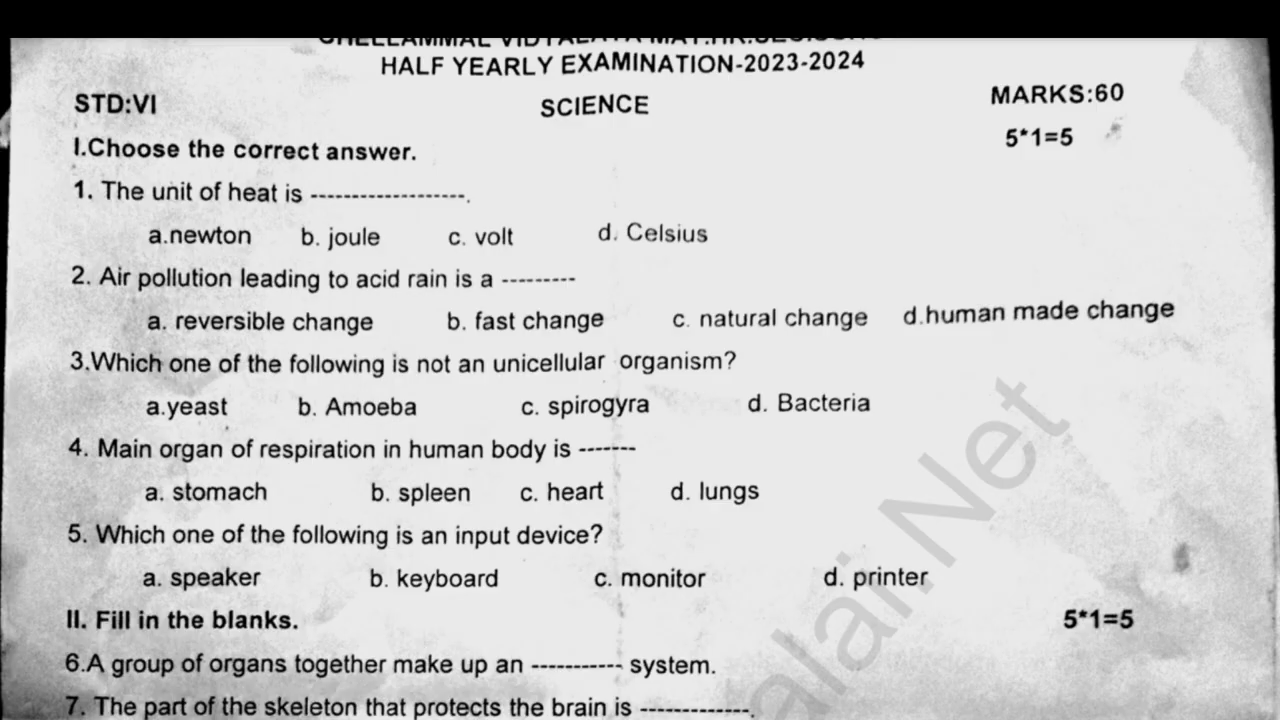 HALF YEARLY EXAMINATION-2023-2024
STD:VI SCIENCE MARKS:60
I.Choose the correct answer. 5*1=5
1. The unit of heat is -------------------.
a.newton b. joule c. volt d. Celsius
2. Air pollution leading to acid rain is a ---------
a. reversible change b. fast change c. natural change d.human made change
3.Which one of the following is not an unicellular organism?
a.yeast b. Amoeba c. spirogyra d. Bacteria
4. Main organ of respiration in human body is -------
a. stomach b. spleen c. heart d. lungs
5. Which one of the following is an input device?
a. speaker b. keyboard c. monitor d. printer
II. Fill in the blanks. 5*1=5
6.A group of organs together make up an ----------- system.
7. The part of the skeleton that protects the brain is -------------.